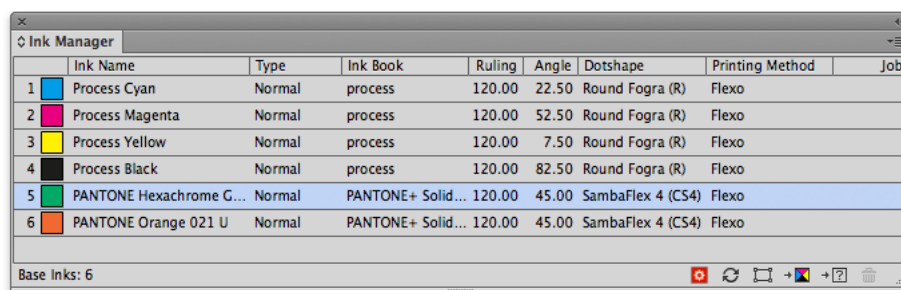 Ink Manager
Ink Name Type Ink Book Ruling Angle Dotshape Printing Method Job
1 Process Cyan Normal process 120.00 22.50 Round Fogra (R) Flexo
2 Process Magenta Normal process 120.00 52.50 Round Fogra (R) Flexo
3 Process Yellow Normal process 120.00 7.50 Round Fogra (R) Flexo
4 Process Black Normal process 120.00 82.50 Round Fogra (R) Flexo
5 PANTONE Hexachrome G... Normal PANTONE+ Solid... 120.00 45.00 SambaFlex 4 (CS4) Flexo
6 PANTONE Orange 021 U Normal PANTONE+ Solid... 120.00 45.00 SambaFlex 4 (CS4) Flexo
Base Inks: 6